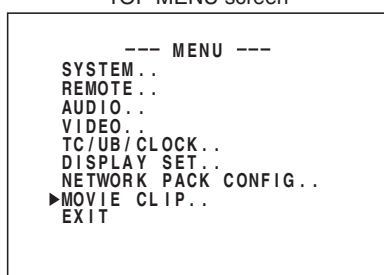 TOP MENU screen
--- MENU ---
SYSTEM..
REMOTE..
AUDIO..
VIDEO..
TC/UB/CLOCK..
DISPLAY SET..
NETWORK PACK CONFIG..
▶MOVIE CLIP..
EXIT